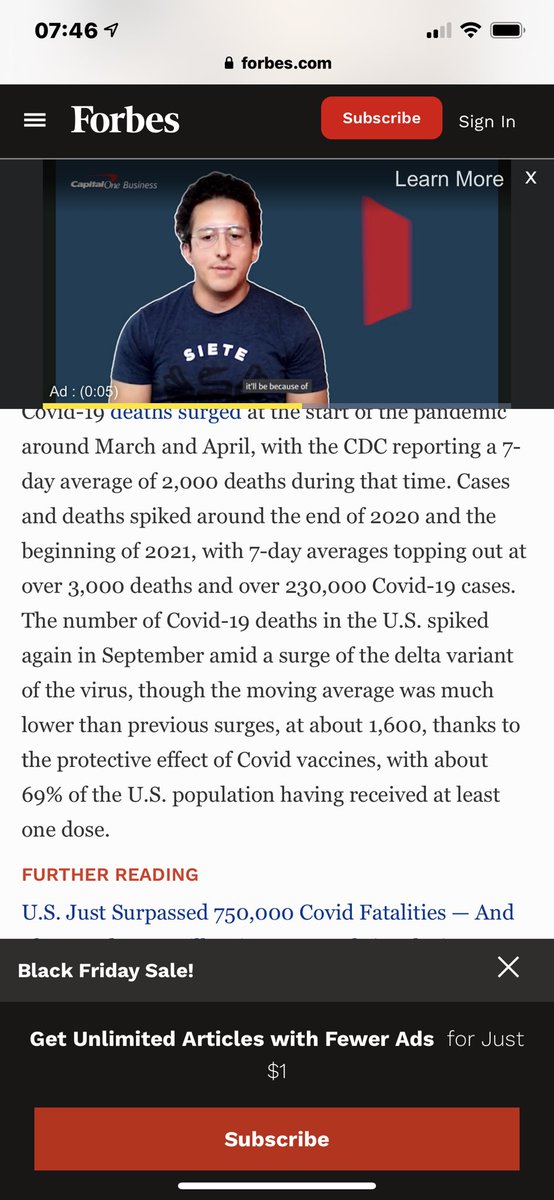 07:46
forbes.com
Forbes
Subscribe
Sign In
CapitalOne Business
Learn More
X
SIETE
it'll be because of
Ad : (0:05)
Covid-19 deaths surged at the start of the pandemic
around March and April, with the CDC reporting a 7-
day average of 2,000 deaths during that time. Cases
and deaths spiked around the end of 2020 and the
beginning of 2021, with 7-day averages topping out at
over 3,000 deaths and over 230,000 Covid-19 cases.
The number of Covid-19 deaths in the U.S. spiked
again in September amid a surge of the delta variant
of the virus, though the moving average was much
lower than previous surges, at about 1,600, thanks to
the protective effect of Covid vaccines, with about
69% of the U.S. population having received at least
one dose.
FURTHER READING
U.S. Just Surpassed 750,000 Covid Fatalities — And
Black Friday Sale!
Get Unlimited Articles with Fewer Ads for Just
$1
Subscribe